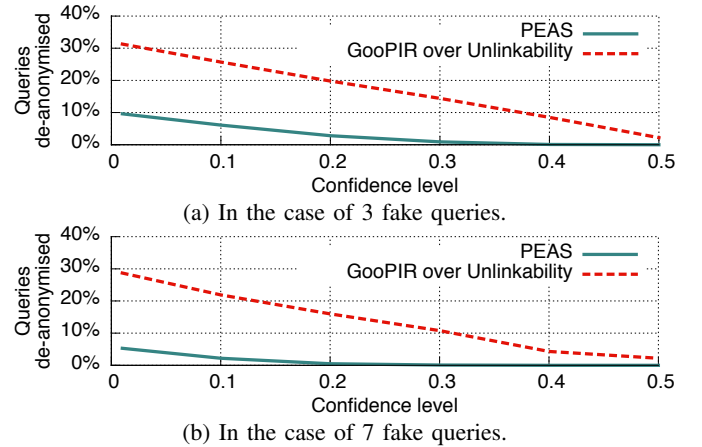 40%
30%
20%
10%
0%
Queries
de-anonymised
PEAS
GooPIR over Unlinkability
0 0.1 0.2 0.3 0.4 0.5
Confidence level
(a) In the case of 3 fake queries.
40%
30%
20%
10%
0%
Queries
de-anonymised
PEAS
GooPIR over Unlinkability
0 0.1 0.2 0.3 0.4 0.5
Confidence level
(b) In the case of 7 fake queries.